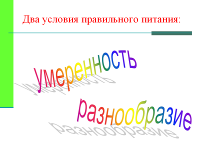 Два условия правильного питания:
умеренность
разнообразие